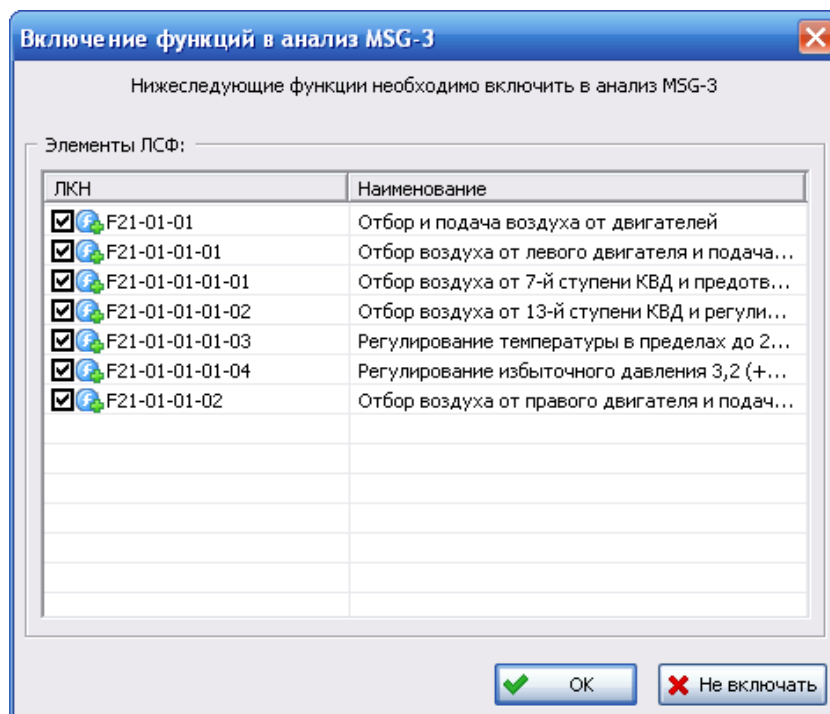 Включение функций в анализ MSG-3
Нижеследующие функции необходимо включить в анализ MSG-3
Элементы ЛСФ:
ЛКН Наименование
F21-01-01 Отбор и подача воздуха от двигателей
F21-01-01-01 Отбор воздуха от левого двигателя и подача...
F21-01-01-01-01 Отбор воздуха от 7-й ступени КВД и предотв...
F21-01-01-01-02 Отбор воздуха от 13-й ступени КВД и регули...
F21-01-01-01-03 Регулирование температуры в пределах до 2...
F21-01-01-01-04 Регулирование избыточного давления 3,2 (+...
F21-01-01-02 Отбор воздуха от правого двигателя и подач...
OK Не включать